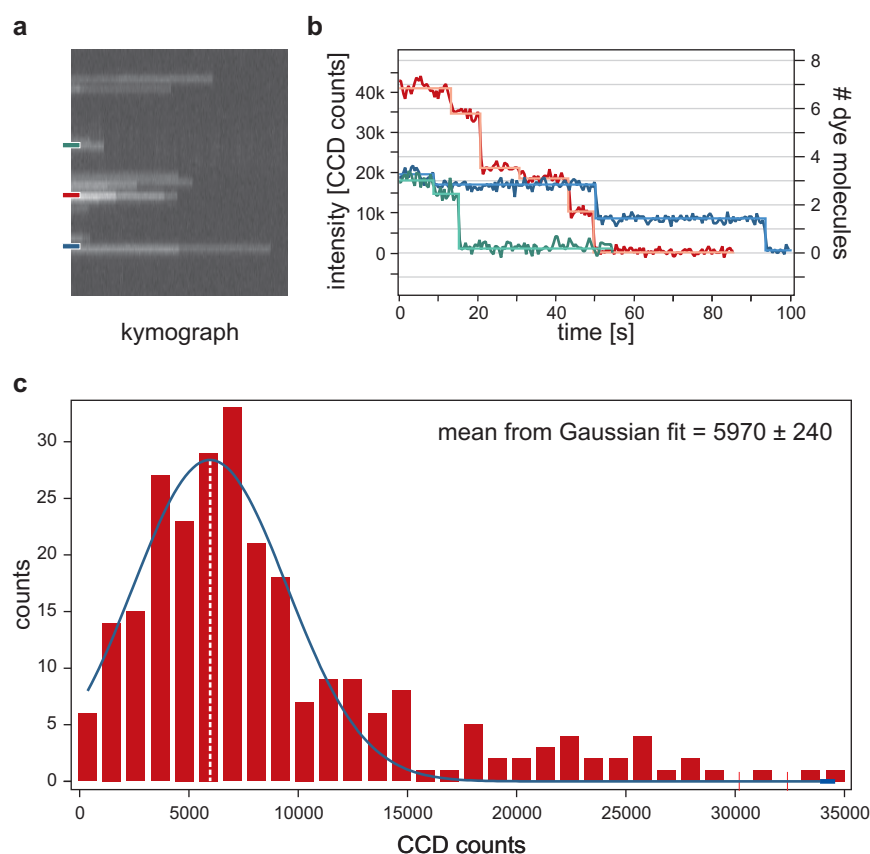 a
kymograph
b
intensity [CCD counts]
40k
30k
20k
10k
0
8
6
4
2
0
# dye molecules
0 20 40 60 80 100
time [s]
c
mean from Gaussian fit = 5970 ± 240
counts
30
25
20
15
10
5
0
0 5000 10000 15000 20000 25000 30000 35000
CCD counts